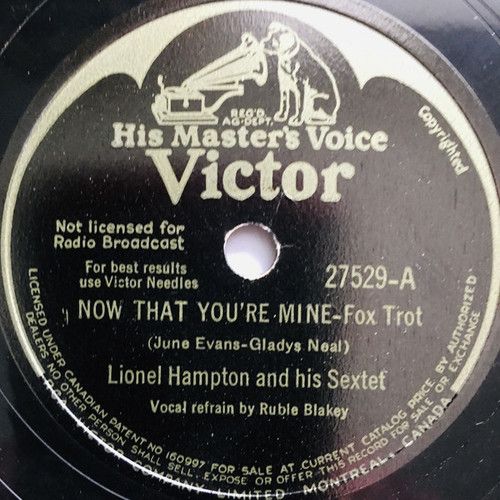 REG'D.
AG-DEPT.
His Master's Voice
Victor
Copyrighted
Not licensed for
Radio Broadcast
For best results
use Victor Needles
27529-A
NOW THAT YOU'RE MINE-Fox Trot
(June Evans-Gladys Neal)
Lionel Hampton and his Sextet
Vocal refrain by Ruble Blakey
LICENSED UNDER CANADIAN PATENT NO 160997 FOR SALE AT CURRENT CATALOG PRICE BY AUTHORIZED
DEALERS NO OTHER PERSON SHALL SELL, EXPOSE OR OFFER THIS RECORD FOR SALE OR EXCHANGE
VICTOR COMPANY LIMITED MONTREAL, CANADA